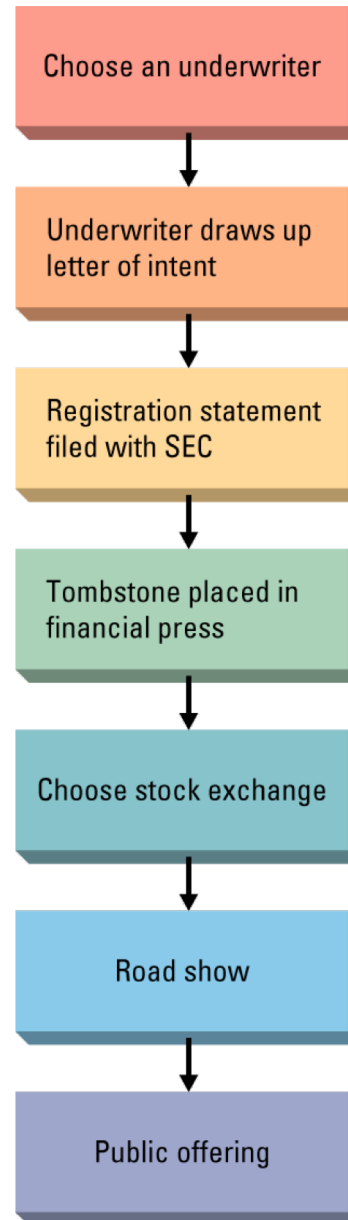 Choose an underwriter
Underwriter draws up
letter of intent
Registration statement
filed with SEC
Tombstone placed in
financial press
Choose stock exchange
Road show
Public offering